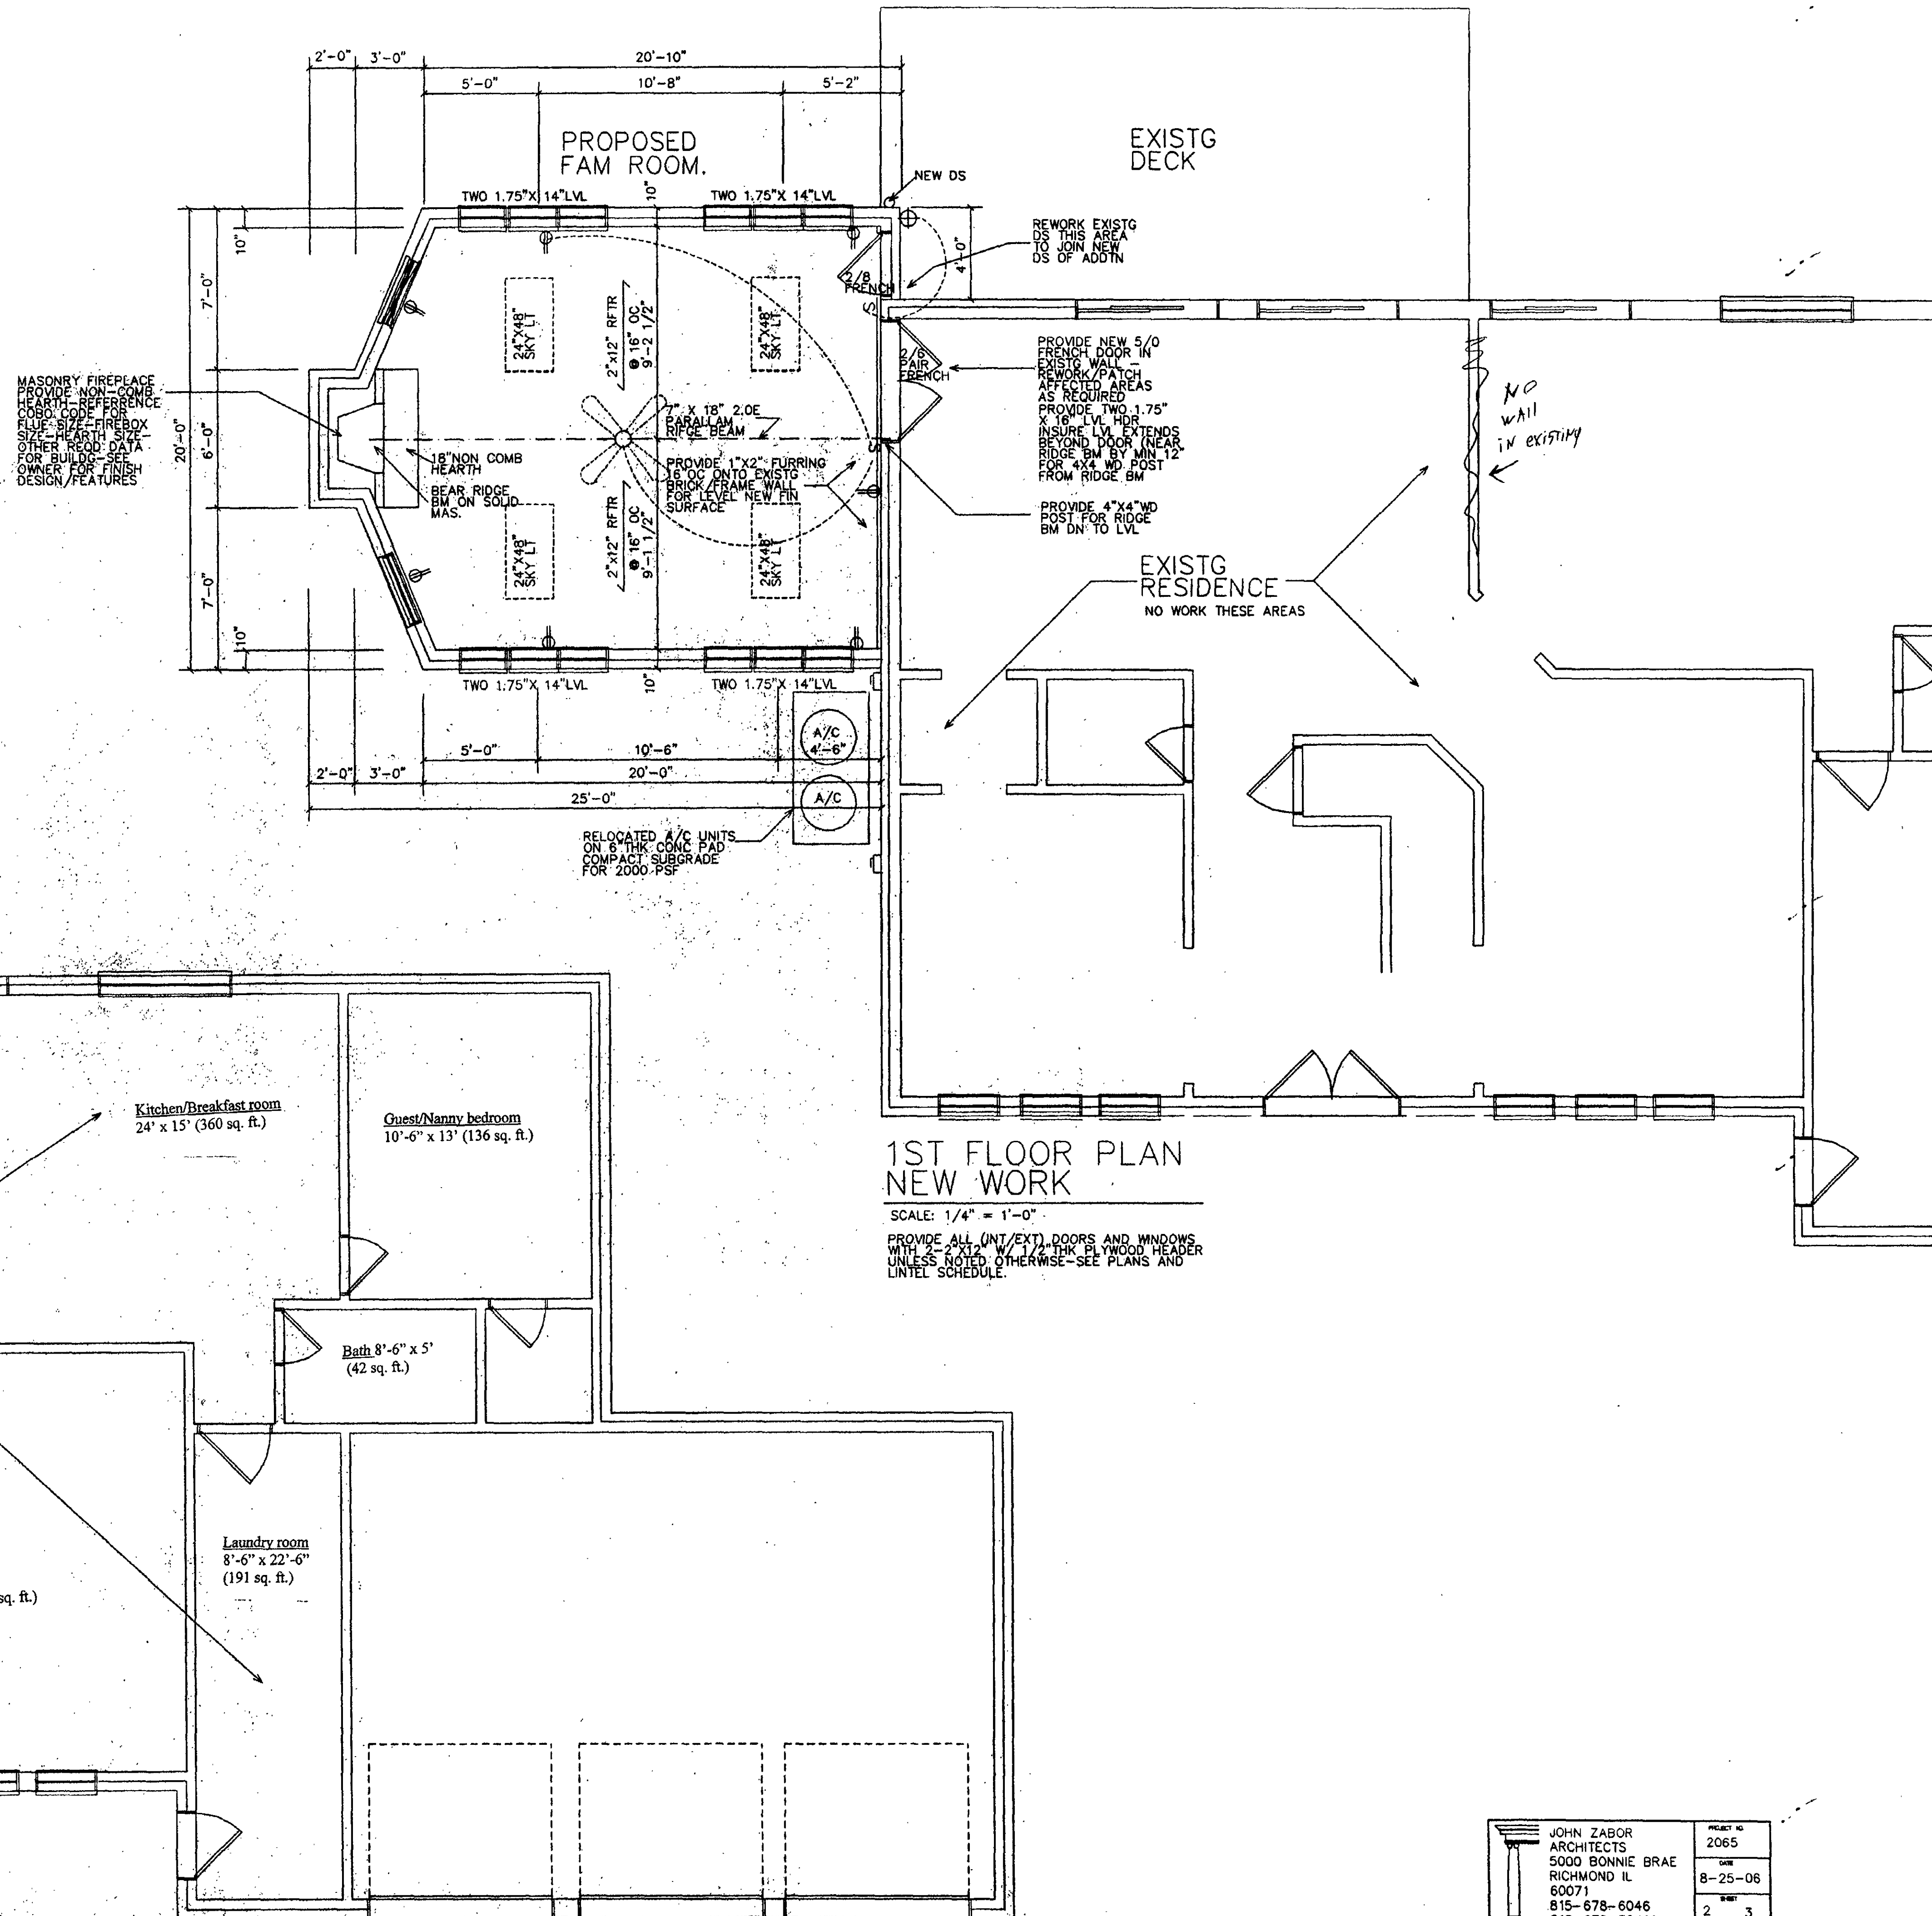 2'-0"
3'-0"
20'-10"
5'-0"
10'-8"
5'-2"
PROPOSED
FAM ROOM.
EXISTG
DECK
NEW DS
TWO 1.75"X 14"LVL
10"
TWO 1.75"X 14"LVL
REWORK EXISTG
DS THIS AREA
TO JOIN NEW
DS OF ADDTN
4'-0"
10"
7'-0"
20'-0"
6'-0"
7'-0"
10"
2/8
FRENCH
S
24"X48"
SKY LT
2"x12" RFTR
@ 16" OC
9'-2 1/2"
24"X48"
SKY LT
2/6
PAIR
FRENCH
PROVIDE NEW 5/0
FRENCH DOOR IN
EXISTG WALL -
REWORK/PATCH
AFFECTED AREAS
AS REQUIRED
PROVIDE TWO 1.75"
X 16" LVL HDR
INSURE LVL EXTENDS
BEYOND DOOR (NEAR
RIDGE BM BY MIN 12"
FOR 4X4 WD POST
FROM RIDGE BM
NO
WAll
iN existing
MASONRY FIREPLACE
PROVIDE NON-COMB
HEARTH-REFERRENCE
COBO CODE FOR
FLUE SIZE-FIREBOX
SIZE-HEARTH SIZE-
OTHER REQD DATA
FOR BUILDG-SEE
OWNER FOR FINISH
DESIGN/FEATURES
7" X 18" 2.0E
PARALLAM
RIFGE BEAM
S
18"NON COMB
HEARTH
BEAR RIDGE
BM ON SOLID
MAS.
PROVIDE 1"X2" FURRING
16 OC ONTO EXISTG
BRICK/FRAME WALL
FOR LEVEL NEW FIN
SURFACE
PROVIDE 4"X4"WD
POST FOR RIDGE
BM DN TO LVL
24"X48"
SKY LT
2"x12" RFTR
@ 16" OC
9'-1 1/2"
24"X48"
SKY LT
EXISTG
RESIDENCE
NO WORK THESE AREAS
TWO 1.75"X 14"LVL
10"
TWO 1.75"X 14"LVL
5'-0"
10'-6"
A/C
4'-6"
2'-0"
3'-0"
20'-0"
25'-0"
A/C
RELOCATED A/C UNITS
ON 6"THK CONC PAD
COMPACT SUBGRADE
FOR 2000 PSF
Kitchen/Breakfast room
24' x 15' (360 sq. ft.)
Guest/Nanny bedroom
10'-6" x 13' (136 sq. ft.)
1ST FLOOR PLAN
NEW WORK
SCALE: 1/4" = 1'-0"
PROVIDE ALL (INT/EXT) DOORS AND WINDOWS
WITH 2-2"X12" W/ 1/2"THK PLYWOOD HEADER
UNLESS NOTED OTHERWISE-SEE PLANS AND
LINTEL SCHEDULE.
Bath 8'-6" x 5'
(42 sq. ft.)
Laundry room
8'-6" x 22'-6"
(191 sq. ft.)
sq. ft.)
JOHN ZABOR
ARCHITECTS
5000 BONNIE BRAE
RICHMOND IL
60071
815-678-6046
PROJECT NO.
2065
DATE
8-25-06
SHEET
2 3